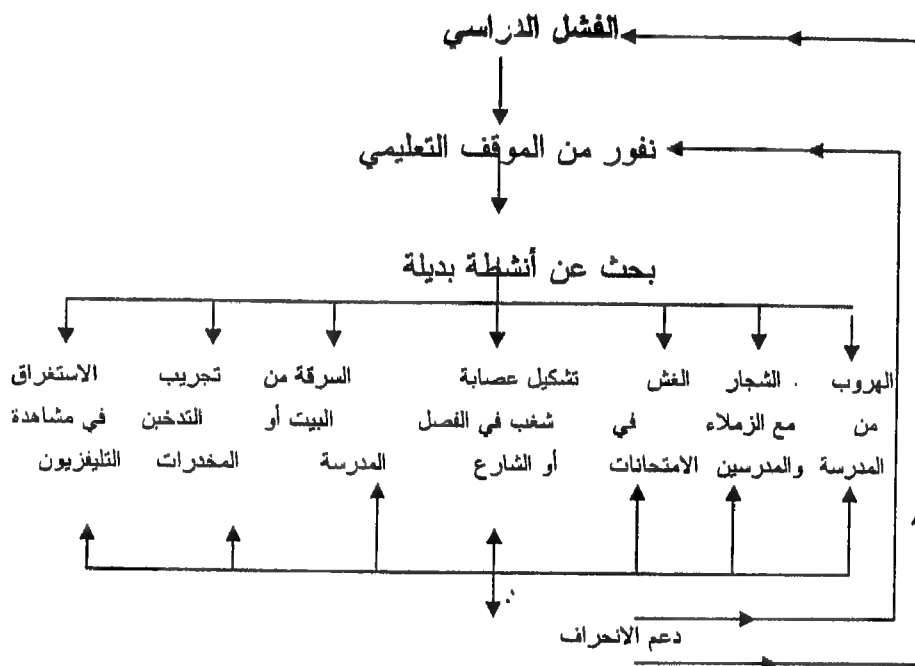 الفشل الدراسي
نفور من الموقف التعليمي
بحث عن أنشطة بديلة
الهروب
من
المدرسة
الشجار
مع الزملاء
والمدرسين
الغش
في
الامتحانات
تشكيل عصابة
شغب في الفصل
أو الشارع
السرقة من
البيت أو
المدرسة
تجريب
التدخين
المخدرات
الاستغراق
في مشاهدة
التليفزيون
دعم الانحراف